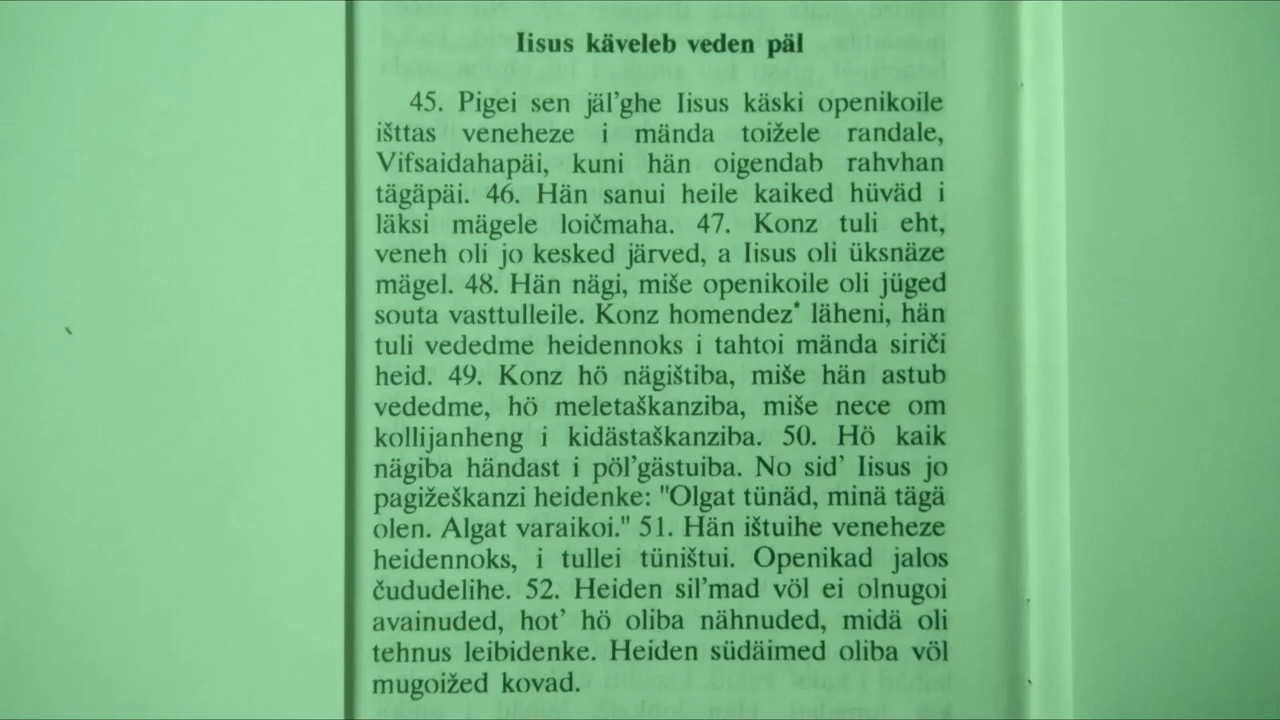 Iisus käveleb veden päl
45. Pigei sen jäl’ghe Iisus käski openikoile
išttas veneheze i mända toižele randale,
Vifsaidahapäi, kuni hän oigendab rahvhan
tägäpäi. 46. Hän sanui heile kaiked hüväd i
läksi mägele loičmaha. 47. Konz tuli eht,
veneh oli jo kesked järved, a Iisus oli üksnäze
mägel. 48. Hän nägi, miše openikoile oli jüged
souta vasttulleile. Konz homendez* läheni, hän
tuli vededme heidennoks i tahtoi mända siriči
heid. 49. Konz hö nägištiba, miše hän astub
vededme, hö meletaškanziba, miše nece om
kollijanheng i kidästaškanziba. 50. Hö kaik
nägiba händast i pöl’gästuiba. No sid’ Iisus jo
pagižeškanzi heidenke: "Olgat tünäd, minä tägä
olen. Algat varaikoi." 51. Hän ištuihe veneheze
heidennoks, i tullei tüništui. Openikad jalos
čududelihe. 52. Heiden sil’mad völ ei olnugoi
avainuded, hot’ hö oliba nähnuded, midä oli
tehnus leibidenke. Heiden südäimed oliba völ
mugoižed kovad.